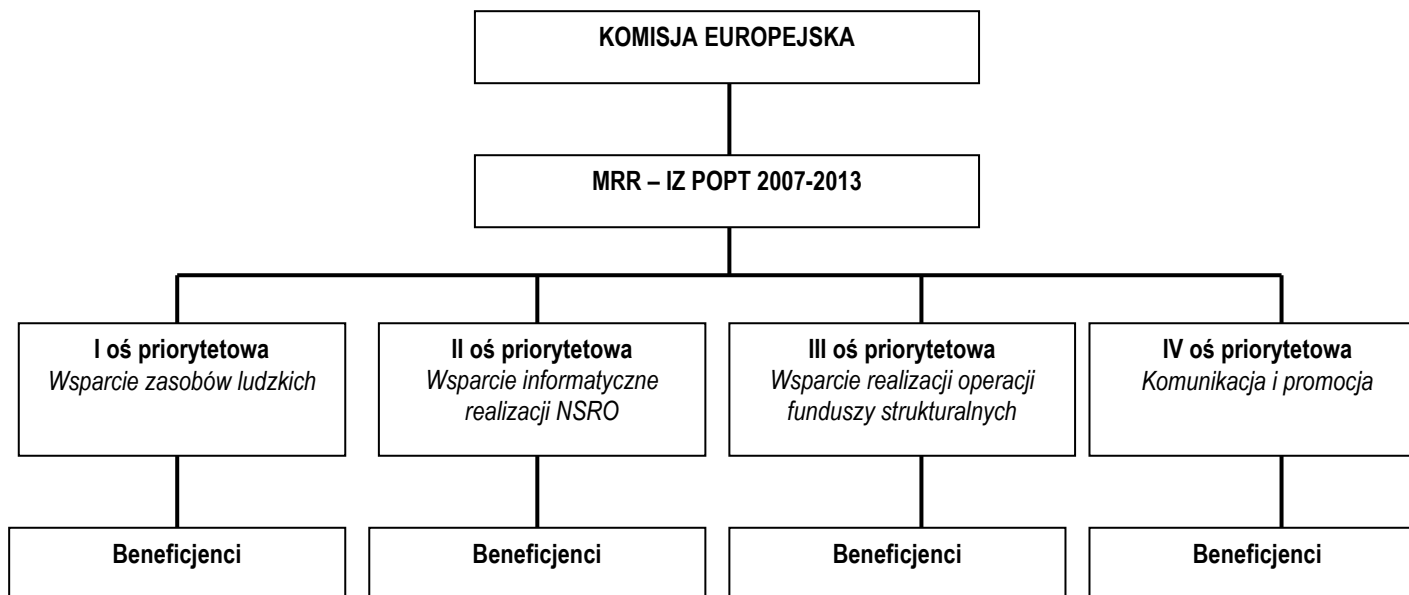 KOMISJA EUROPEJSKA
MRR – IZ POPT 2007-2013
I oś priorytetowa
Wsparcie zasobów ludzkich
II oś priorytetowa
Wsparcie informatyczne
realizacji NSRO
III oś priorytetowa
Wsparcie realizacji operacji
funduszy strukturalnych
IV oś priorytetowa
Komunikacja i promocja
Beneficjenci
Beneficjenci
Beneficjenci
Beneficjenci